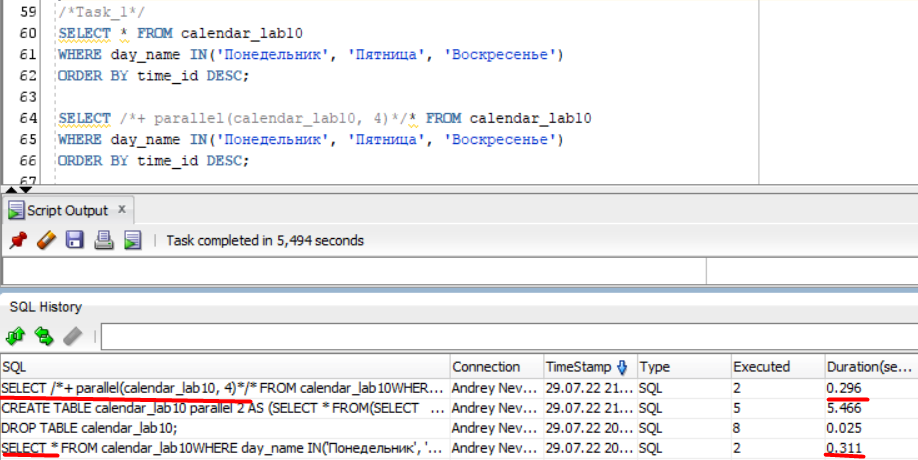 59 /*Task_1*/
60 SELECT * FROM calendar_lab10
61 WHERE day_name IN('Понедельник', 'Пятница', 'Воскресенье')
62 ORDER BY time_id DESC;
63
64 SELECT /*+ parallel(calendar_lab10, 4)*/* FROM calendar_lab10
65 WHERE day_name IN('Понедельник', 'Пятница', 'Воскресенье')
66 ORDER BY time_id DESC;
67
Script Output x
Task completed in 5,494 seconds
SQL History
SQL Connection TimeStamp Type Executed Duration(se...
SELECT /*+ parallel(calendar_lab10, 4)*/* FROM calendar_lab10WHER... Andrey Nev... 29.07.22 21... SQL 2 0.296
CREATE TABLE calendar_lab10 parallel 2 AS (SELECT * FROM(SELECT ... Andrey Nev... 29.07.22 21... SQL 5 5.466
DROP TABLE calendar_lab10; Andrey Nev... 29.07.22 20... SQL 8 0.025
SELECT * FROM calendar_lab10WHERE day_name IN('Понедельник', '... Andrey Nev... 29.07.22 20... SQL 2 0.311